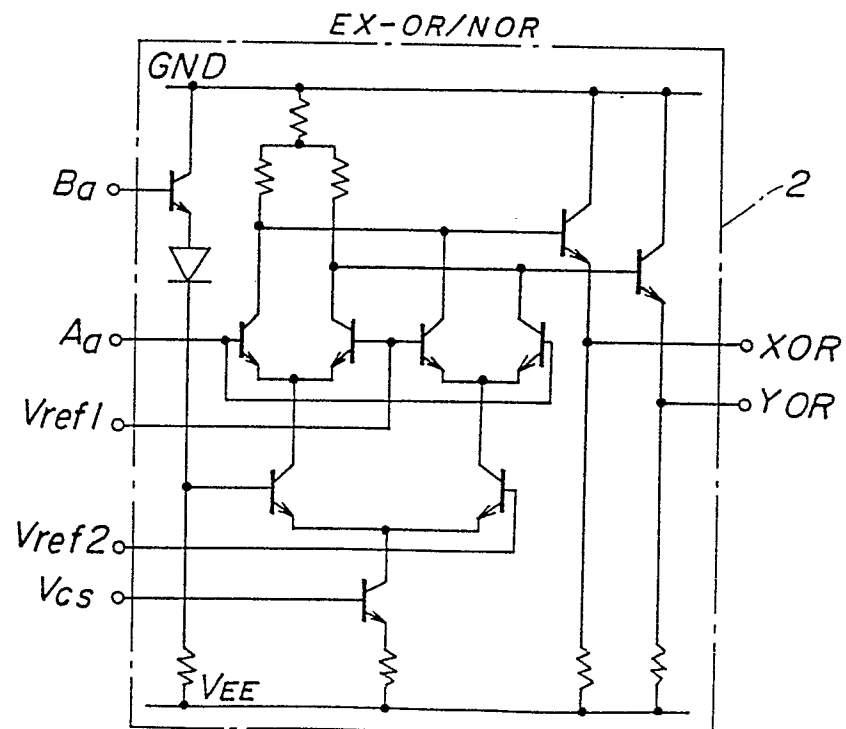 EX-OR/NOR
GND
Ba
2
Aa
XOR
Vref1
YOR
Vref2
Vcs
VEE